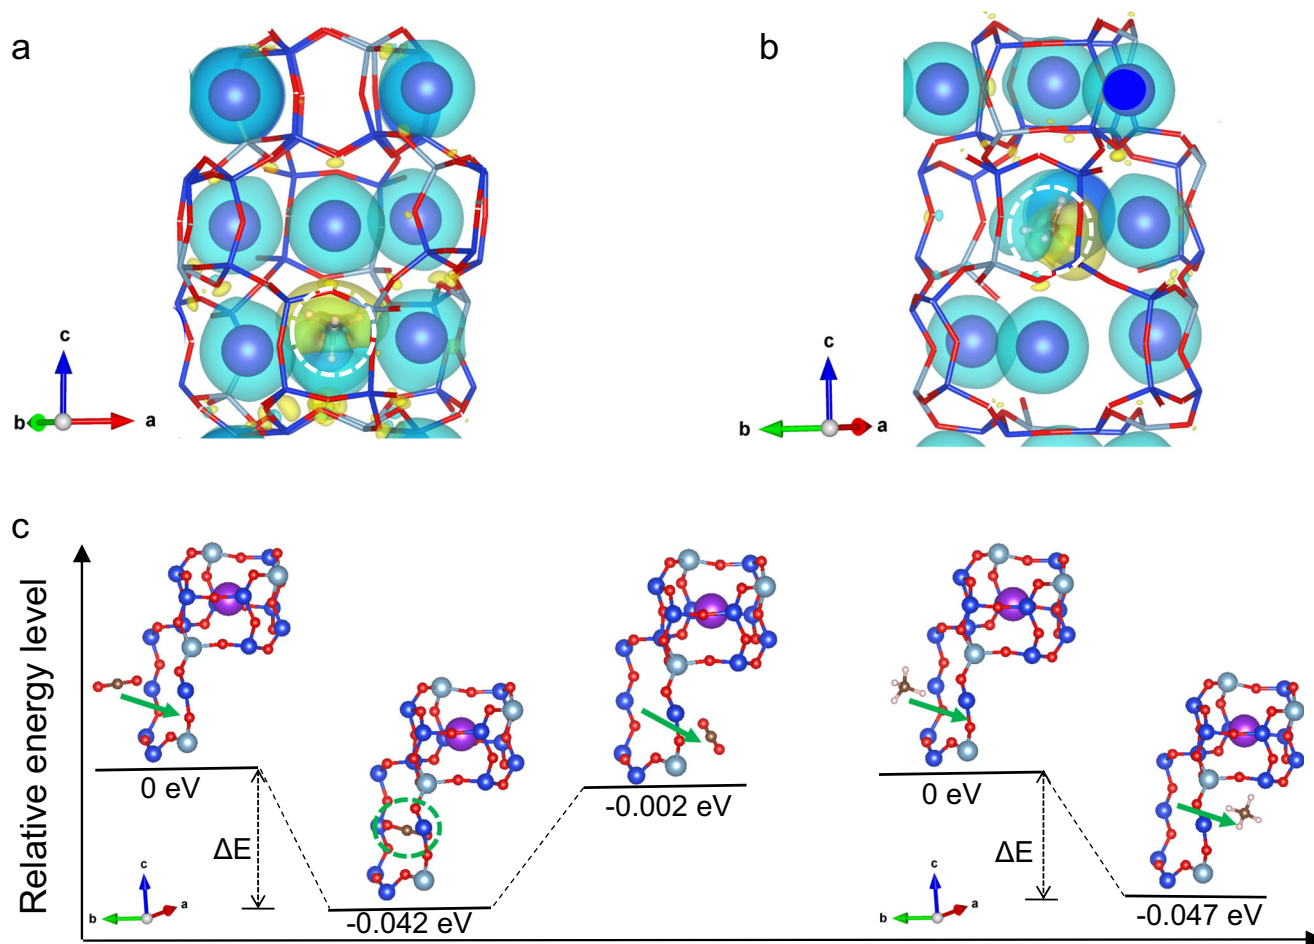 a
b
c
b
a
c
b
a
c
Relative energy level
0 eV
-0.002 eV
0 eV
ΔE
ΔE
c
b
a
-0.042 eV
c
b
a
-0.047 eV